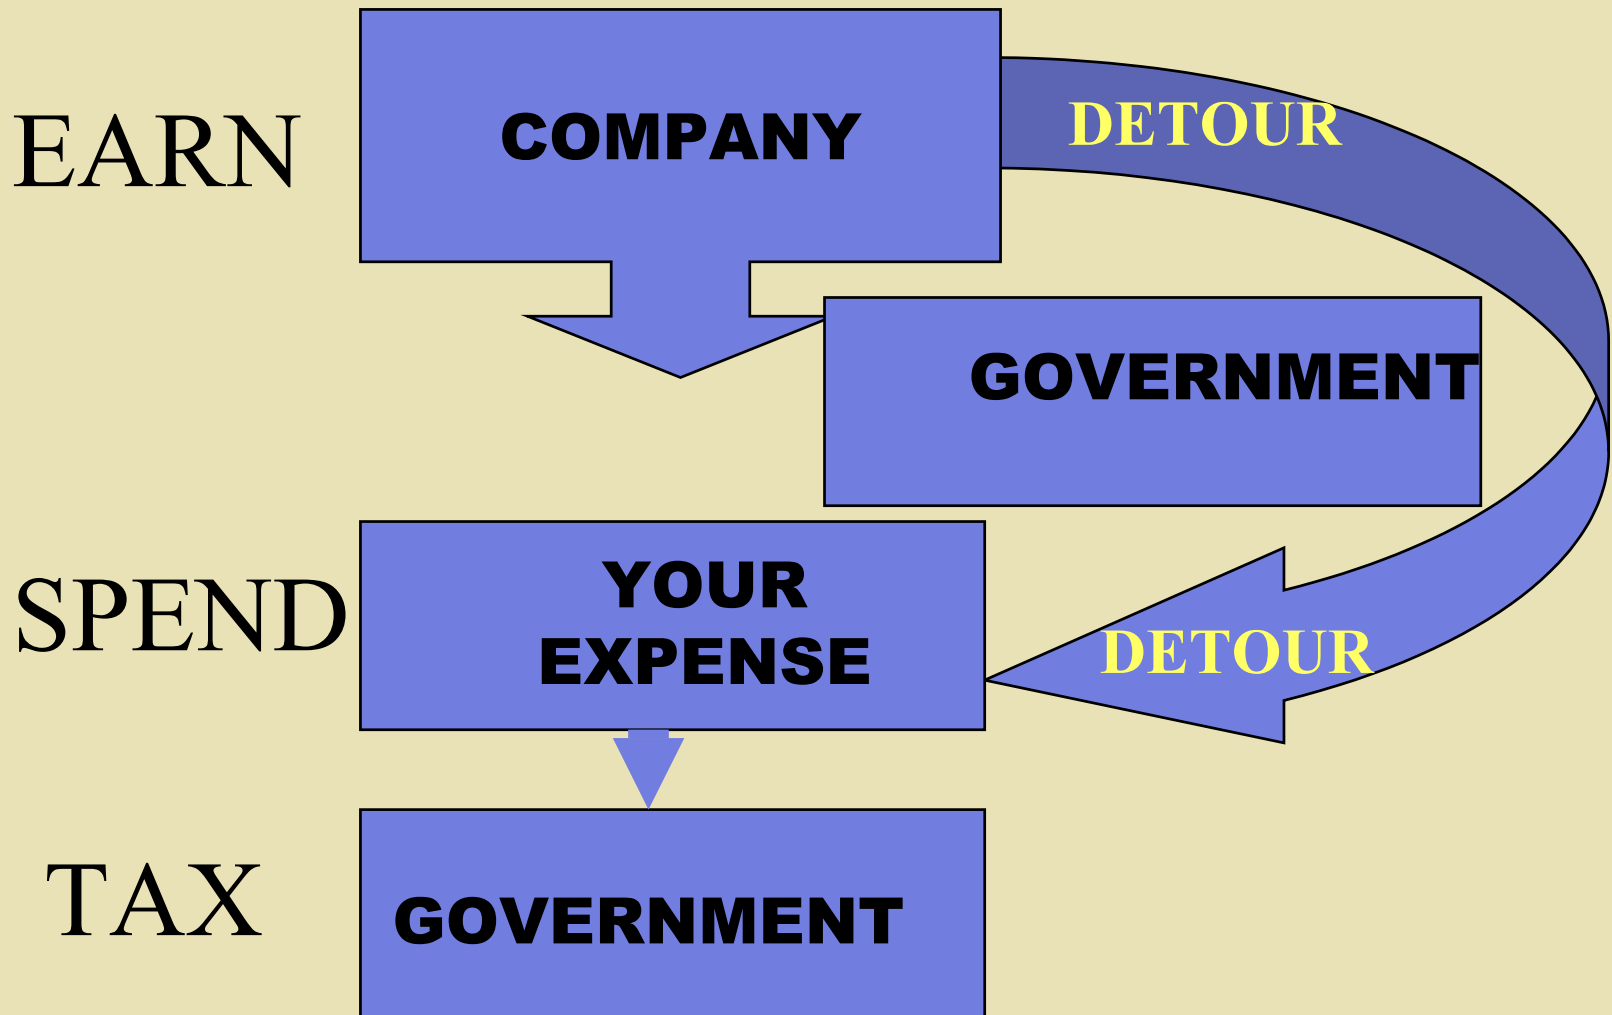 EARN
COMPANY
DETOUR
GOVERNMENT
SPEND
YOUR
EXPENSE
DETOUR
TAX
GOVERNMENT